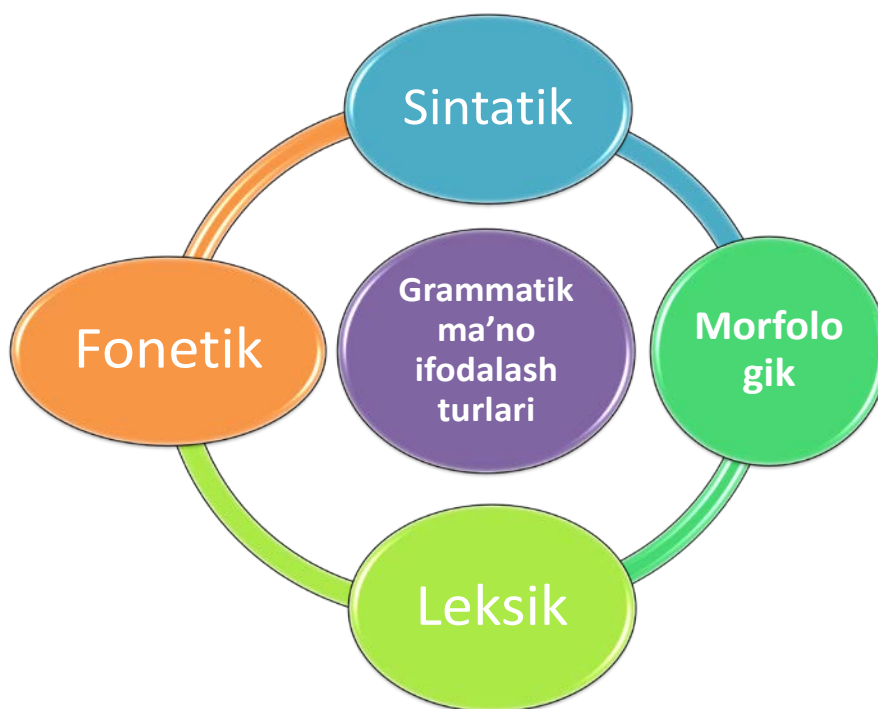 Sintatik
Fonetik
Grammatik
ma’no
ifodalash
turlari
Morfolo
gik
Leksik